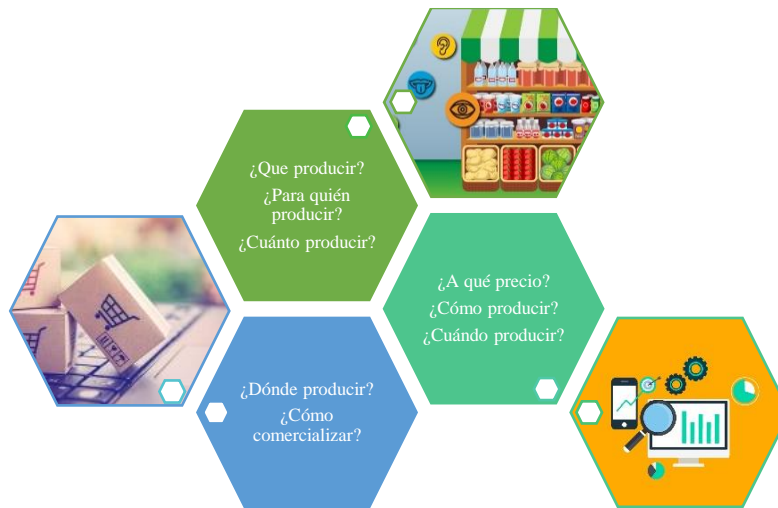 ¿Que producir?
¿Para quién
producir?
¿Cuánto producir?
¿A qué precio?
¿Cómo producir?
¿Cuándo producir?
¿Dónde producir?
¿Cómo
comercializar?